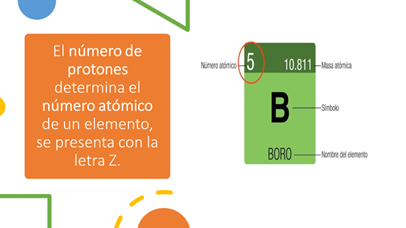 El número de
protones
determina el
número atómico
de un elemento,
se presenta con la
letra Z.
Número atómico
5
10.811
Masa atómica
B
Símbolo
BORO
Nombre del elemento